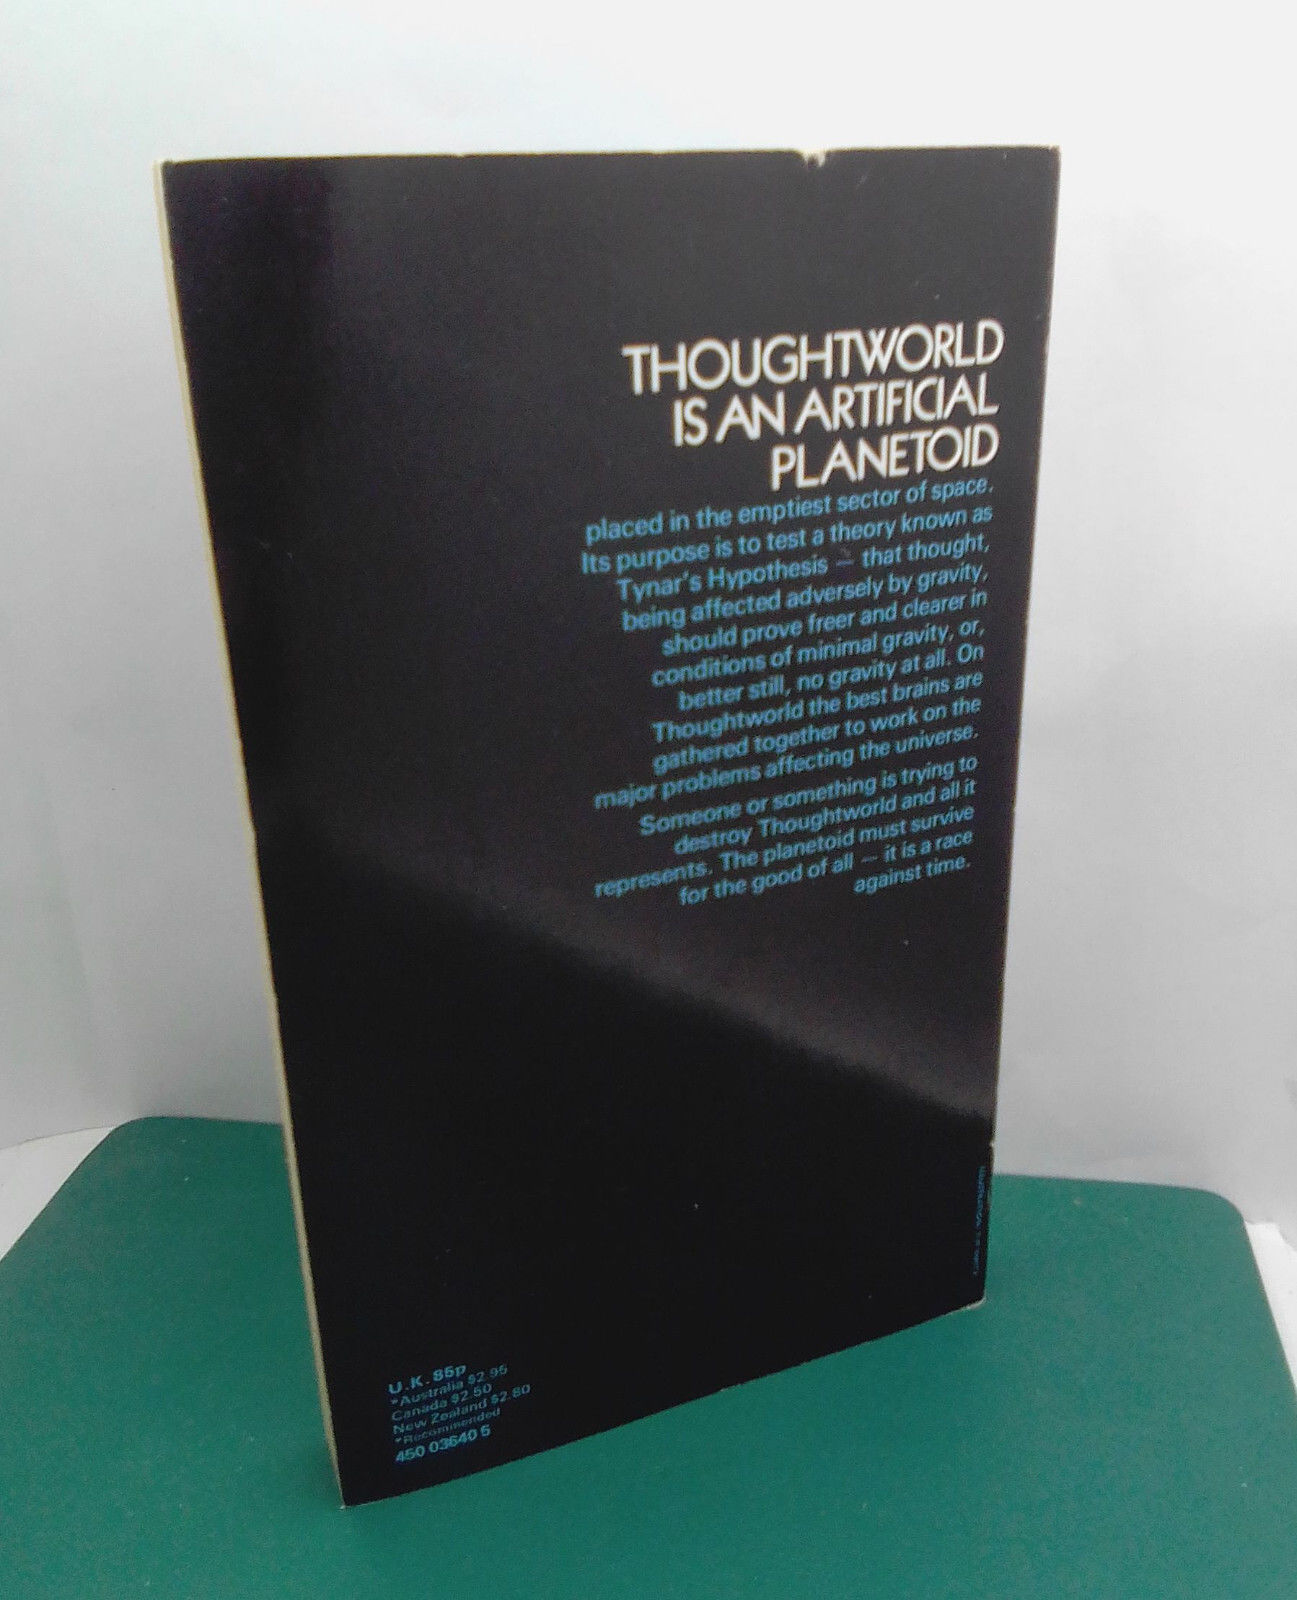 THOUGHTWORLD
IS AN ARTIFICIAL
PLANETOID
placed in the emptiest sector of space.
Its purpose is to test a theory known as
Tynar's Hypothesis — that thought,
being affected adversely by gravity,
should prove freer and clearer in
conditions of minimal gravity, or,
better still, no gravity at all. On
Thoughtworld the best brains are
gathered together to work on the
major problems affecting the universe.
Someone or something is trying to
destroy Thoughtworld and all it
represents. The planetoid must survive
for the good of all — it is a race
against time.
U.K. 85p
*Australia $2.95
Canada $2.50
New Zealand $2.80
*Recommended
450 03640 5